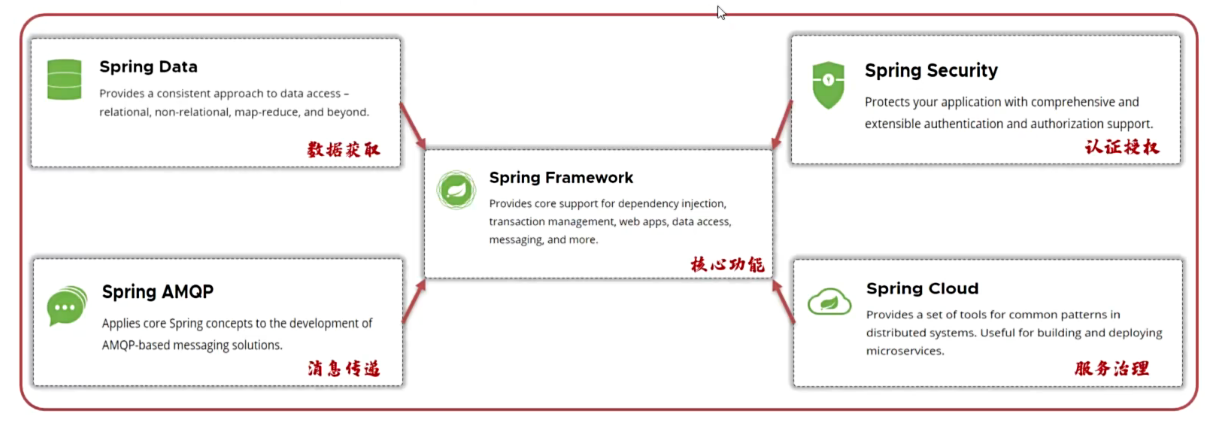 Spring Data
Provides a consistent approach to data access –
relational, non-relational, map-reduce, and beyond.
数据获取
Spring Security
Protects your application with comprehensive and
extensible authentication and authorization support.
认证授权
Spring Framework
Provides core support for dependency injection,
transaction management, web apps, data access,
messaging, and more.
核心功能
Spring AMQP
Applies core Spring concepts to the development of
AMQP-based messaging solutions.
消息传递
Spring Cloud
Provides a set of tools for common patterns in
distributed systems. Useful for building and deploying
microservices.
服务治理